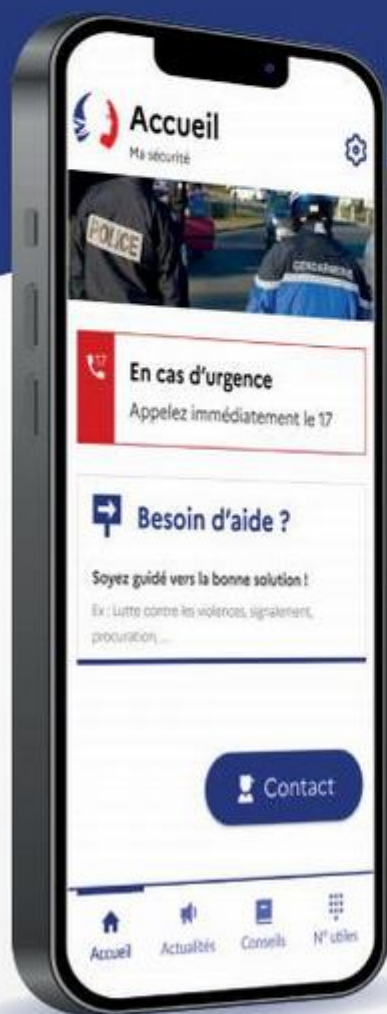 Accueil
Ma sécurité
POLICE
GENDARMERIE
17
En cas d'urgence
Appelez immédiatement le 17
Besoin d'aide ?
Soyez guidé vers la bonne solution !
Ex : Lutte contre les violences, signalement,
procuration, ...
Contact
Accueil
Actualités
Conseils
N° utiles